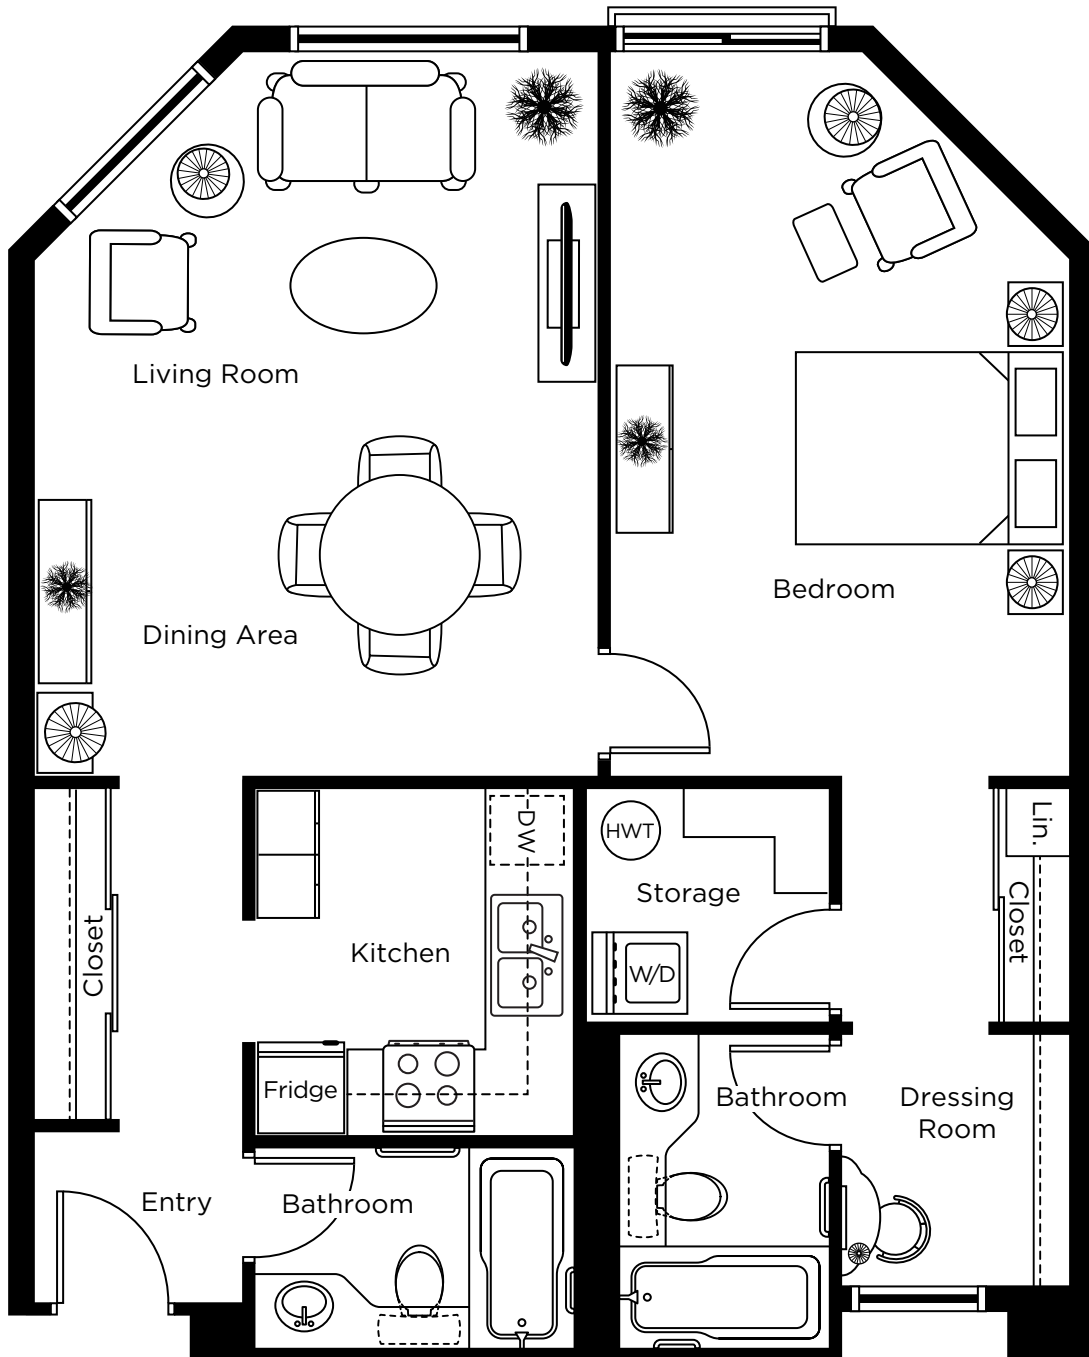 Living Room
Dining Area
Bedroom
DW
HWT
Lin.
Storage
Closet
Closet
Kitchen
W/D
Fridge
Bathroom
Dressing
Room
Entry
Bathroom